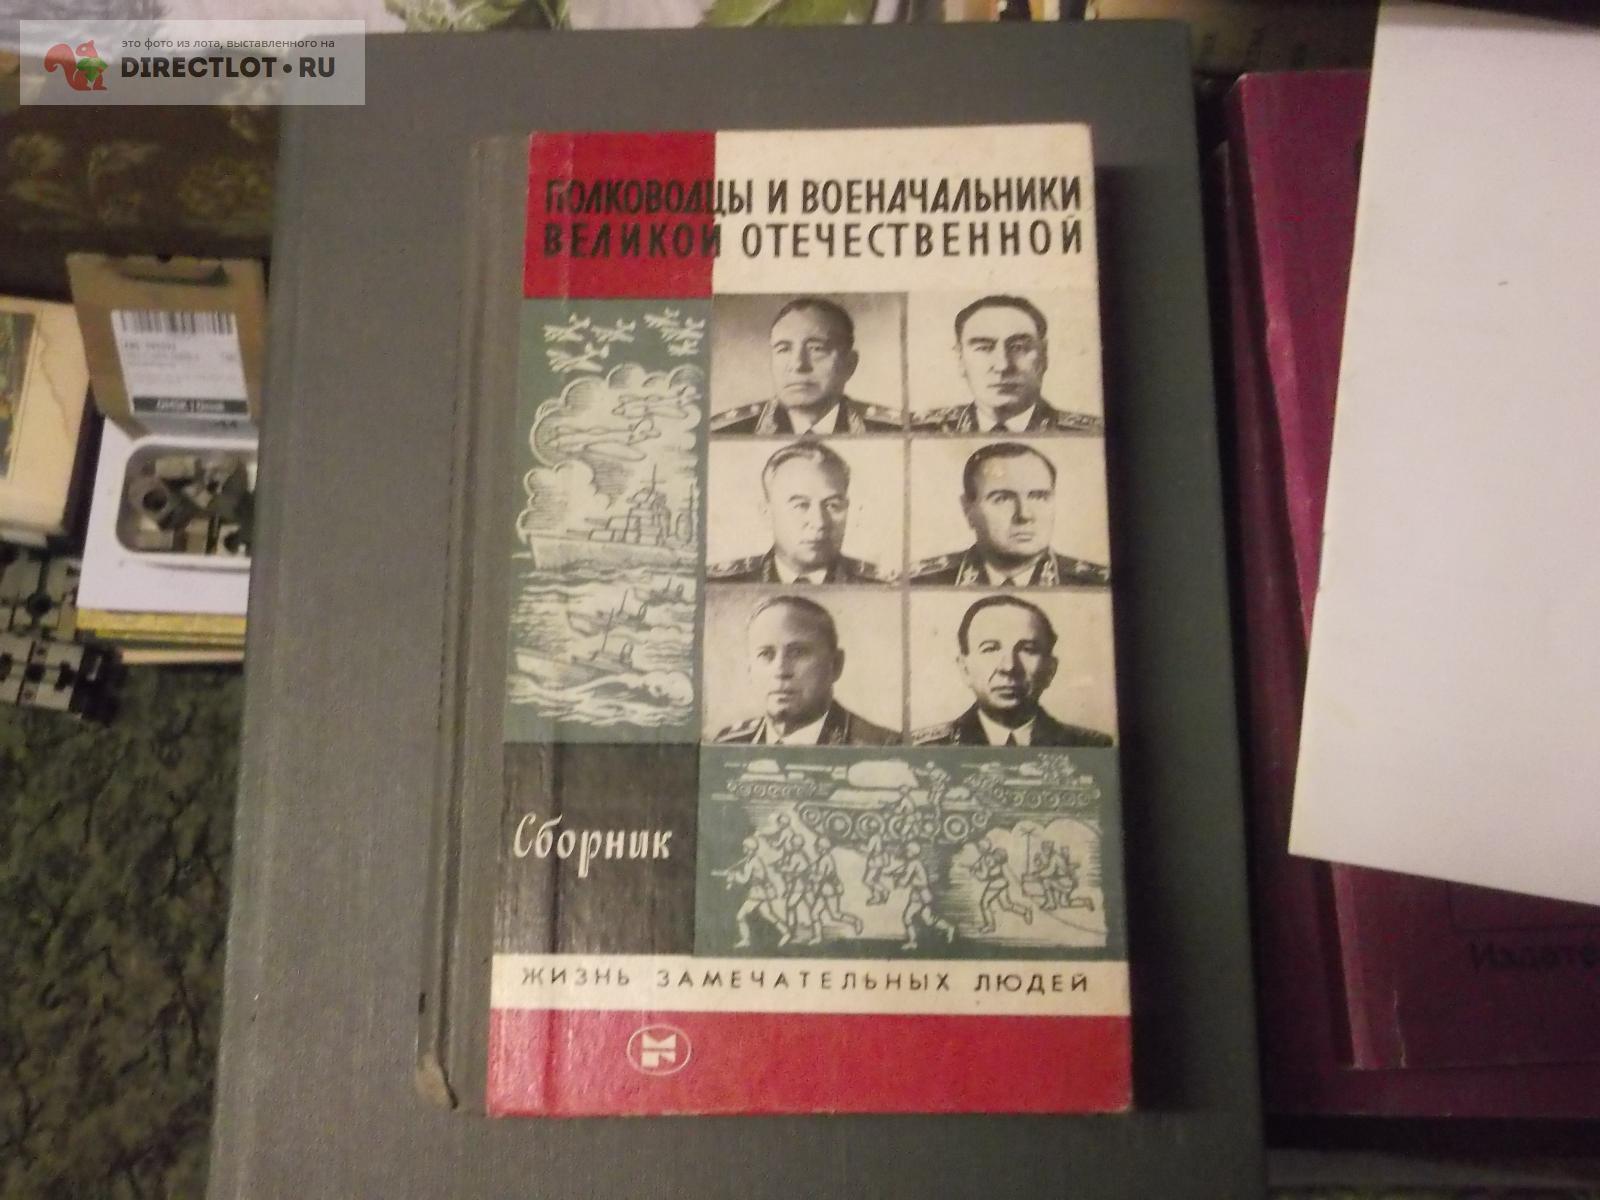 это фото из лота, выставленного на
DIRECTLOT•RU
ПОЛКОВОДЦЫ И ВОЕНАЧАЛЬНИКИ
ВЕЛИКОЙ ОТЕЧЕСТВЕННОЙ
Сборник
ЖИЗНЬ ЗАМЕЧАТЕЛЬНЫХ ЛЮДЕЙ